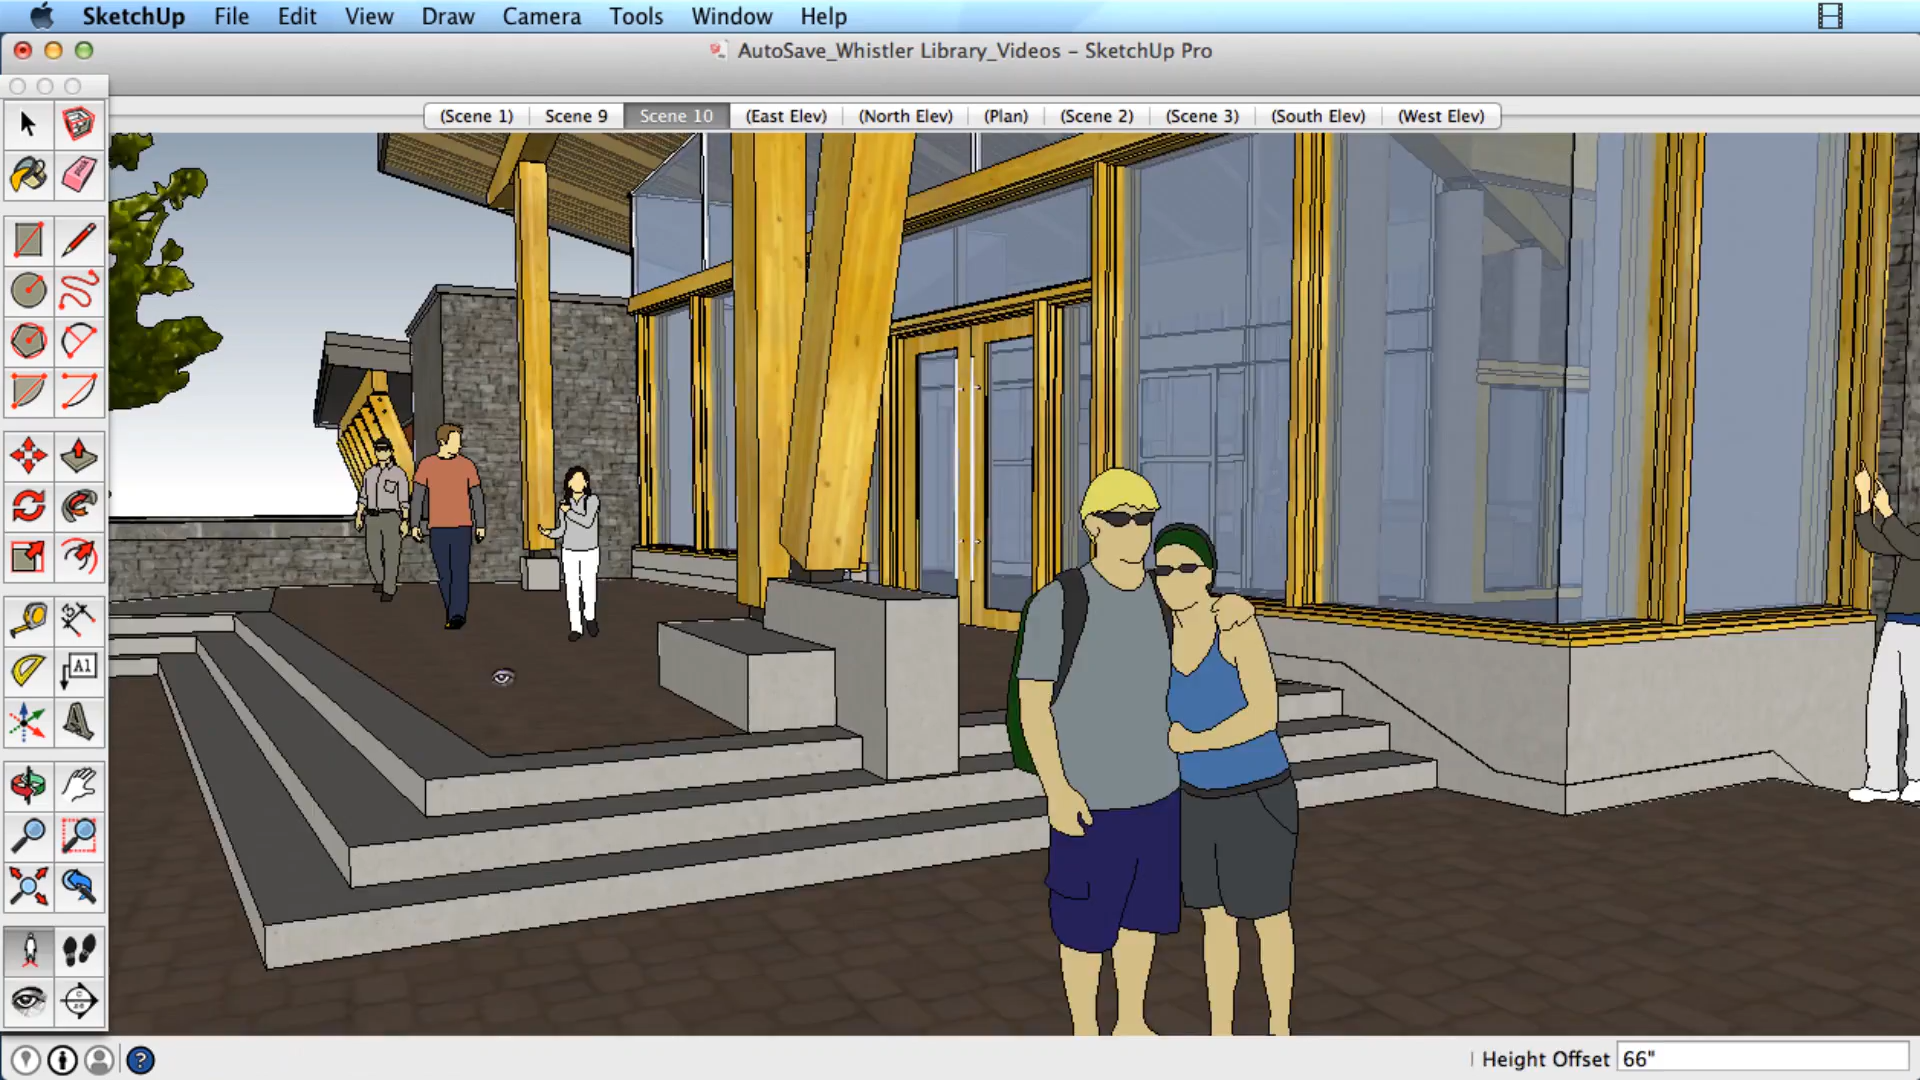 SketchUp File Edit View Draw Camera Tools Window Help
AutoSave_Whistler Library_Videos – SketchUp Pro
(Scene 1) Scene 9 Scene 10 (East Elev) (North Elev) (Plan) (Scene 2) (Scene 3) (South Elev) (West Elev)
A1
A
?
Height Offset 66"